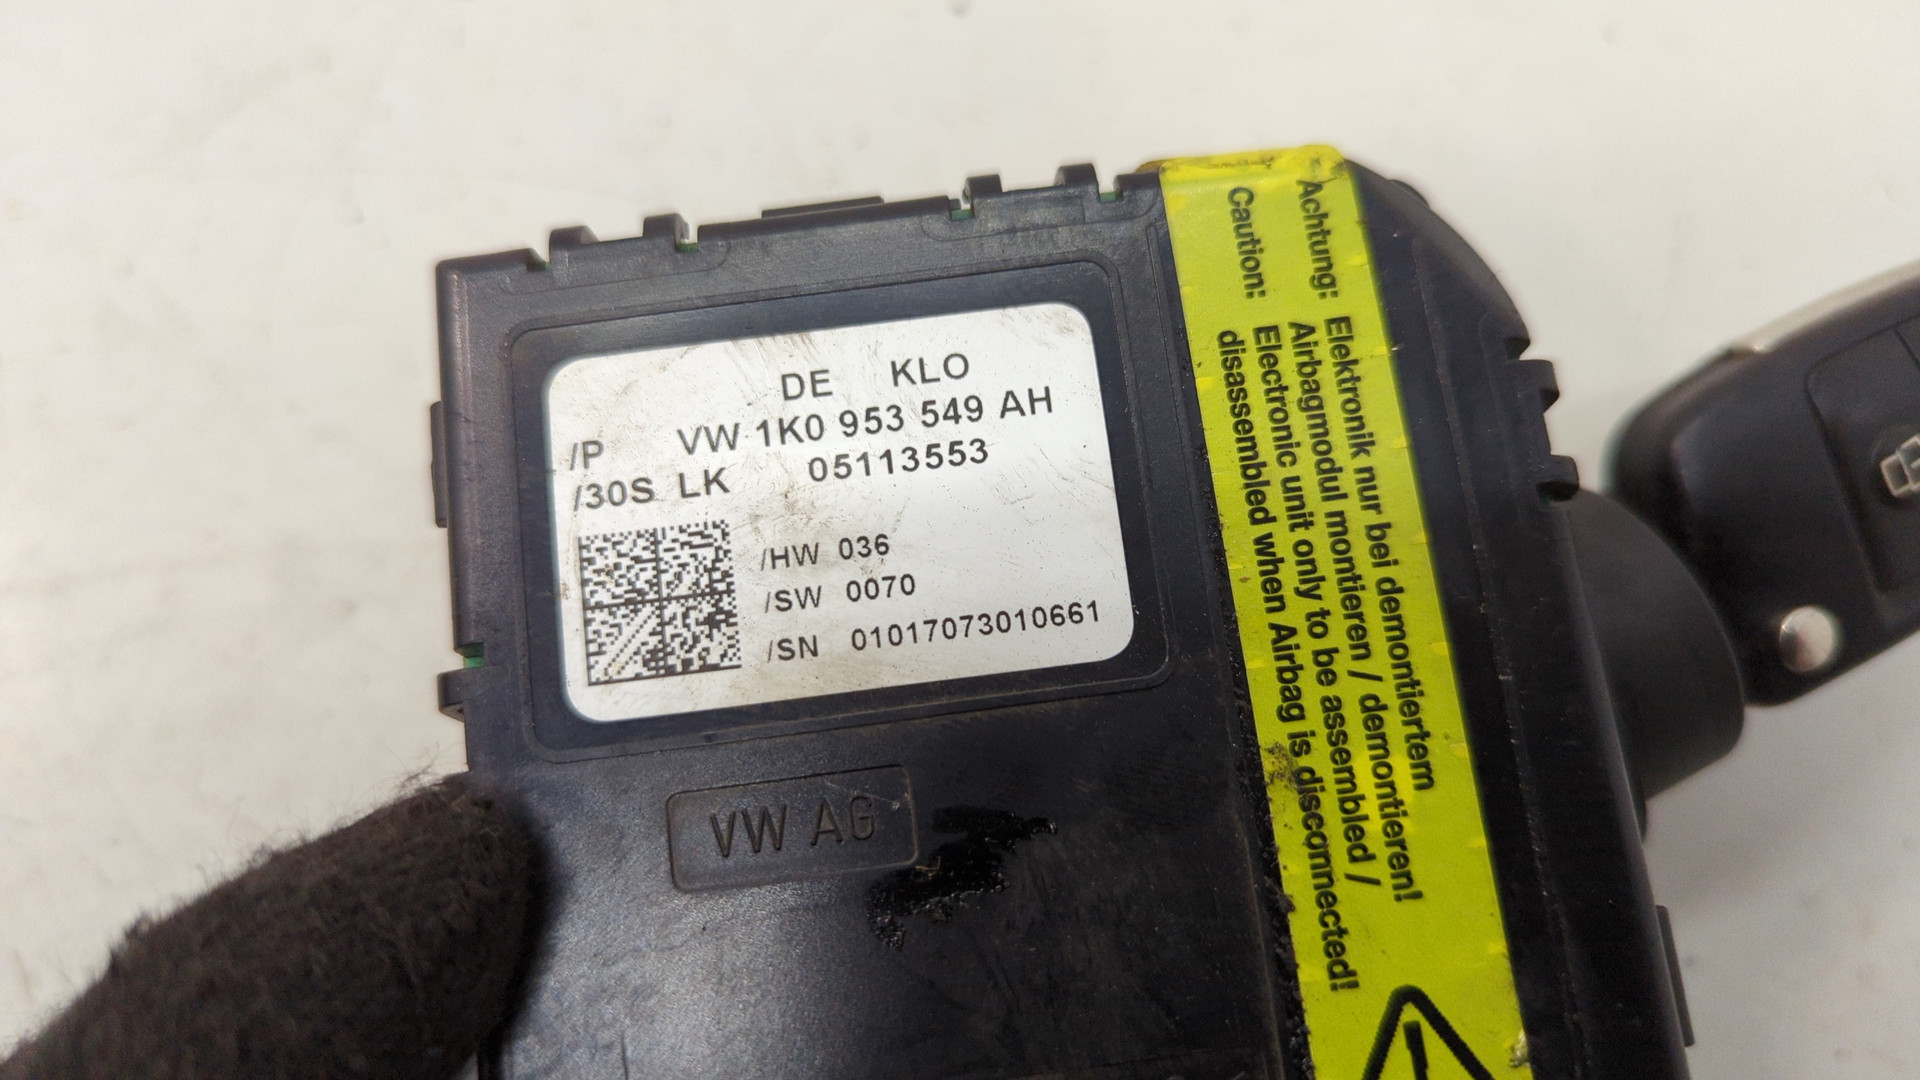 DE KLO
/P VW 1K0 953 549 AH
/30S LK 05113553
/HW 036
/SW 0070
/SN 01017073010661
VW AG
Achtung: Elektronik nur bei demontiertem
Airbagmodul montieren / demontieren!
Caution: Electronic unit only to be assembled /
disassembled when Airbag is disconnected!